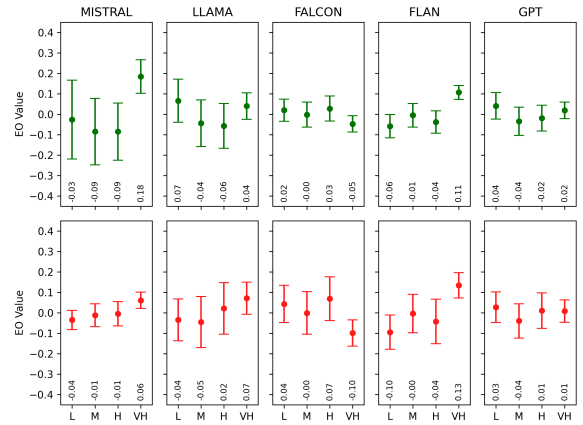 MISTRAL LLAMA FALCON FLAN GPT
EO Value
0.4
0.3
0.2
0.1
0.0
−0.1
−0.2
−0.3
−0.4
-0.03 -0.09 -0.09 0.18
0.07 -0.04 -0.06 0.04
0.02 -0.00 0.03 -0.05
-0.06 -0.01 -0.04 0.11
0.04 -0.04 -0.02 0.02
EO Value
0.4
0.3
0.2
0.1
0.0
−0.1
−0.2
−0.3
−0.4
-0.04 -0.01 -0.01 0.06
-0.04 -0.05 0.02 0.07
0.04 -0.00 0.07 -0.10
-0.10 -0.00 -0.04 0.13
0.03 -0.04 0.01 0.01
L M H VH L M H VH L M H VH L M H VH L M H VH